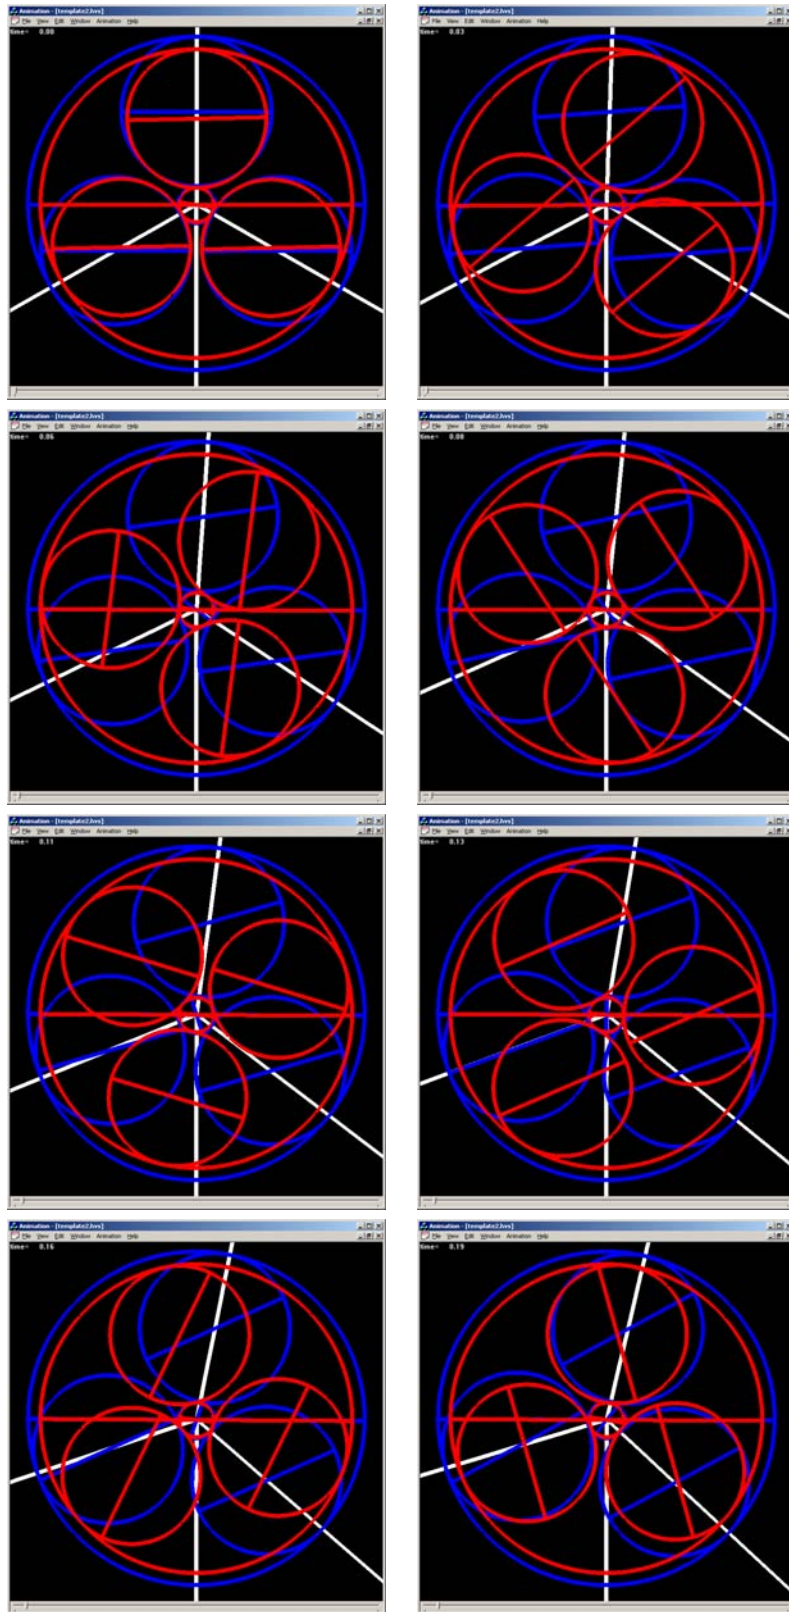 Animation - [template2.lvs]
File View Edit Window Animation Help
time= 0.00
Animation - [template2.lvs]
File View Edit Window Animation Help
time= 0.03
Animation - [template2.lvs]
File View Edit Window Animation Help
time= 0.06
Animation - [template2.lvs]
File View Edit Window Animation Help
time= 0.08
Animation - [template2.lvs]
File View Edit Window Animation Help
time= 0.11
Animation - [template2.lvs]
File View Edit Window Animation Help
time= 0.13
Animation - [template2.lvs]
File View Edit Window Animation Help
time= 0.16
Animation - [template2.lvs]
File View Edit Window Animation Help
time= 0.19